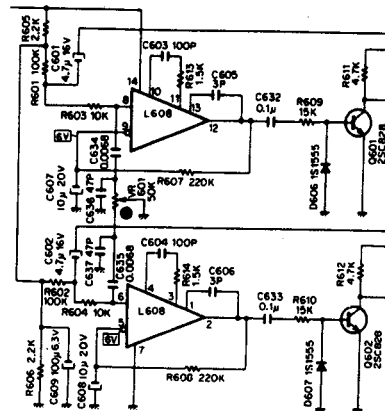 R605
2.2K
C601
4.7μ 16V
R601
100K
14
C603 100P
R613
1.5K
C605
3P
10
11
13
8
9
L608
12
R603 10K
6V
C634
0.0068
C632
0.1μ
R609
15K
R611
4.7K
D606 1S1555
Q601
2SC828
C607
10μ 20V
C636 47P
VR
601
50K
R607 220K
C602
4.7μ 16V
C637 47P
C635
0.0068
C604 100P
R614
1.5K
C606
3P
R602
100K
R604 10K
4
3
1
6
L608
2
6V
7
C633
0.1μ
R610
15K
R612
4.7K
D607 1S1555
Q602
2SC828
R606 2.2K
C609 100μ6.3V
C608 10μ 20V
R608 220K